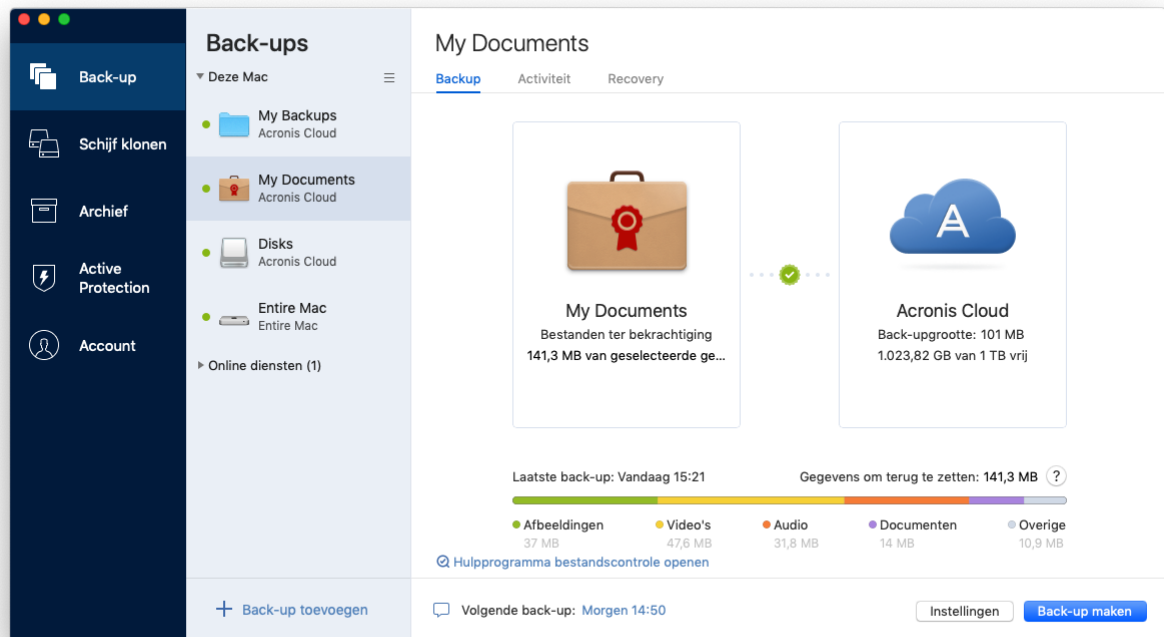 Back-up
Schijf klonen
Archief
Active
Protection
Account
Back-ups
Deze Mac
My Backups
Acronis Cloud
My Documents
Acronis Cloud
Disks
Acronis Cloud
Entire Mac
Entire Mac
Online diensten (1)
Back-up toevoegen
My Documents
Backup Activiteit Recovery
My Documents
Bestanden ter bekrachtiging
141,3 MB van geselecteerde ge...
Acronis Cloud
Back-upgrootte: 101 MB
1.023,82 GB van 1 TB vrij
Laatste back-up: Vandaag 15:21
Gegevens om terug te zetten: 141,3 MB ?
Afbeeldingen
37 MB
Video's
47,6 MB
Audio
31,8 MB
Documenten
14 MB
Overige
10,9 MB
Hulpprogramma bestandscontrole openen
Volgende back-up: Morgen 14:50
Instellingen
Back-up maken